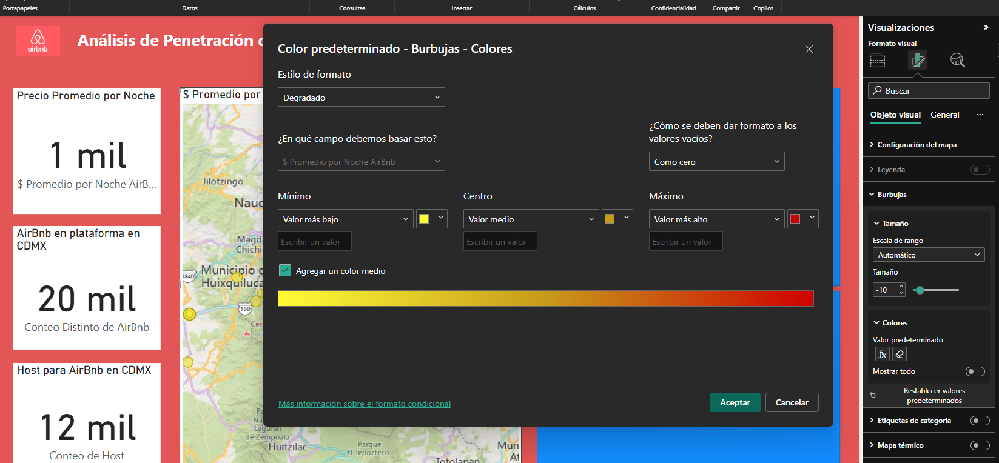 Portapapeles
Datos
Consultas
Insertar
Cálculos
Confidencialidad
Compartir
Copilot
airbnb
Análisis de Penetración
Precio Promedio por Noche
1 mil
$ Promedio por Noche AirB...
AirBnb en plataforma en
CDMX
20 mil
Conteo Distinto de AirBnb
Host para AirBnb en CDMX
12 mil
Conteo de Host
$ Promedio por
Jilotzingo
Nauc
Magd
Chichic
Municipio d
Huixquiluca
134D
15D
Cer
Pa
Na
Lagunas
de Zempoala
Huitzilac
Parque
El Tepozteco
Totolapan
Mun
At
Color predeterminado - Burbujas - Colores
Estilo de formato
Degradado
¿En qué campo debemos basar esto?
$ Promedio por Noche AirBnb
¿Cómo se deben dar formato a los
valores vacíos?
Como cero
Mínimo
Valor más bajo
Escribir un valor
Centro
Valor medio
Escribir un valor
Máximo
Valor más alto
Escribir un valor
Agregar un color medio
Más información sobre el formato condicional
Aceptar
Cancelar
Visualizaciones
Formato visual
Buscar
Objeto visual
General
...
Configuración del mapa
Leyenda
Burbujas
Tamaño
Escala de rango
Automático
Tamaño
-10
Colores
Valor predeterminado
fx
Mostrar todo
Restablecer valores
predeterminados
Etiquetas de categoría
Mapa térmico